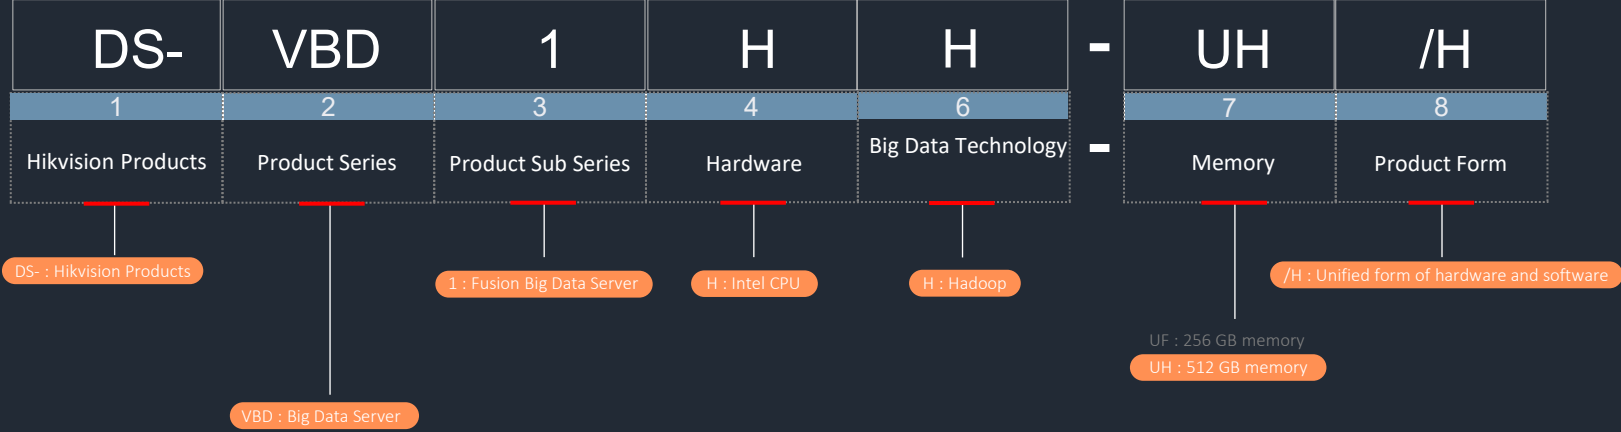 DS- VBD 1 H H - UH /H
1 2 3 4 6 7 8
Hikvision Products Product Series Product Sub Series Hardware Big Data Technology - Memory Product Form
DS- : Hikvision Products
1 : Fusion Big Data Server
H : Intel CPU
H : Hadoop
/H : Unified form of hardware and software
UF : 256 GB memory
UH : 512 GB memory
VBD : Big Data Server